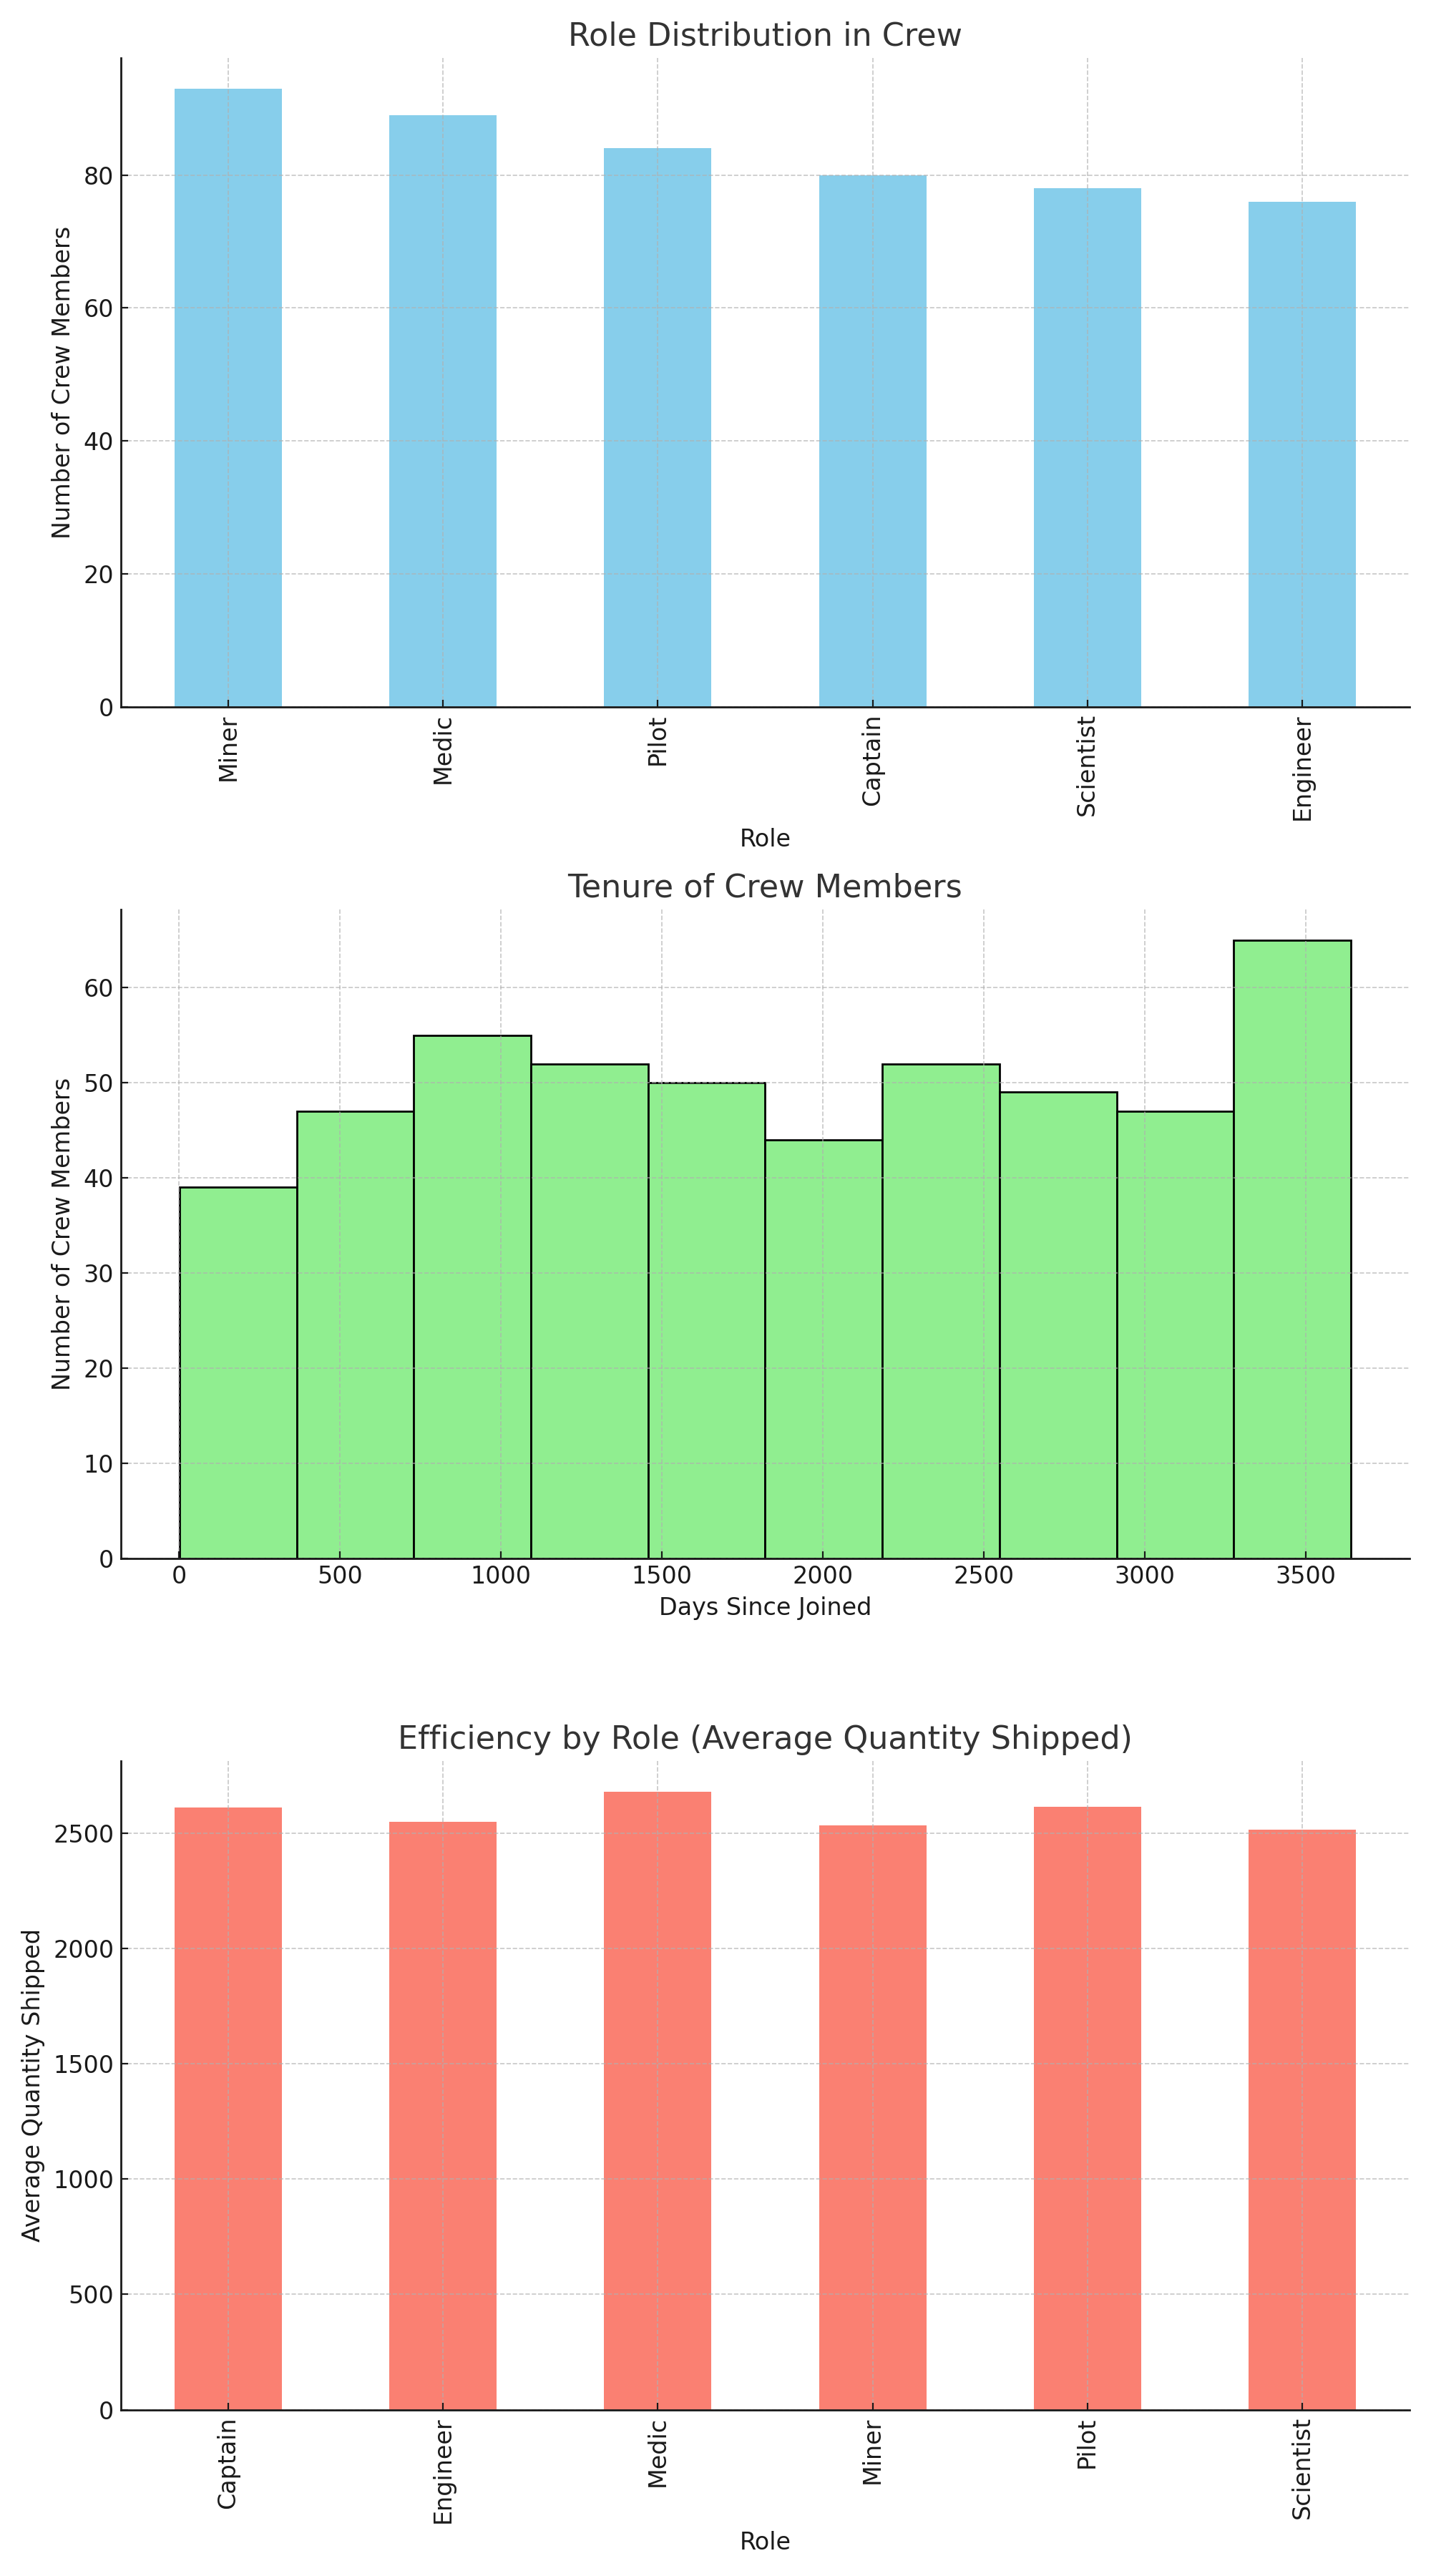 Role Distribution in Crew
Number of Crew Members
80
60
40
20
0
Miner
Medic
Pilot
Captain
Scientist
Engineer
Role
Tenure of Crew Members
Number of Crew Members
60
50
40
30
20
10
0
0
500
1000
1500
2000
2500
3000
3500
Days Since Joined
Efficiency by Role (Average Quantity Shipped)
Average Quantity Shipped
2500
2000
1500
1000
500
0
Captain
Engineer
Medic
Miner
Pilot
Scientist
Role